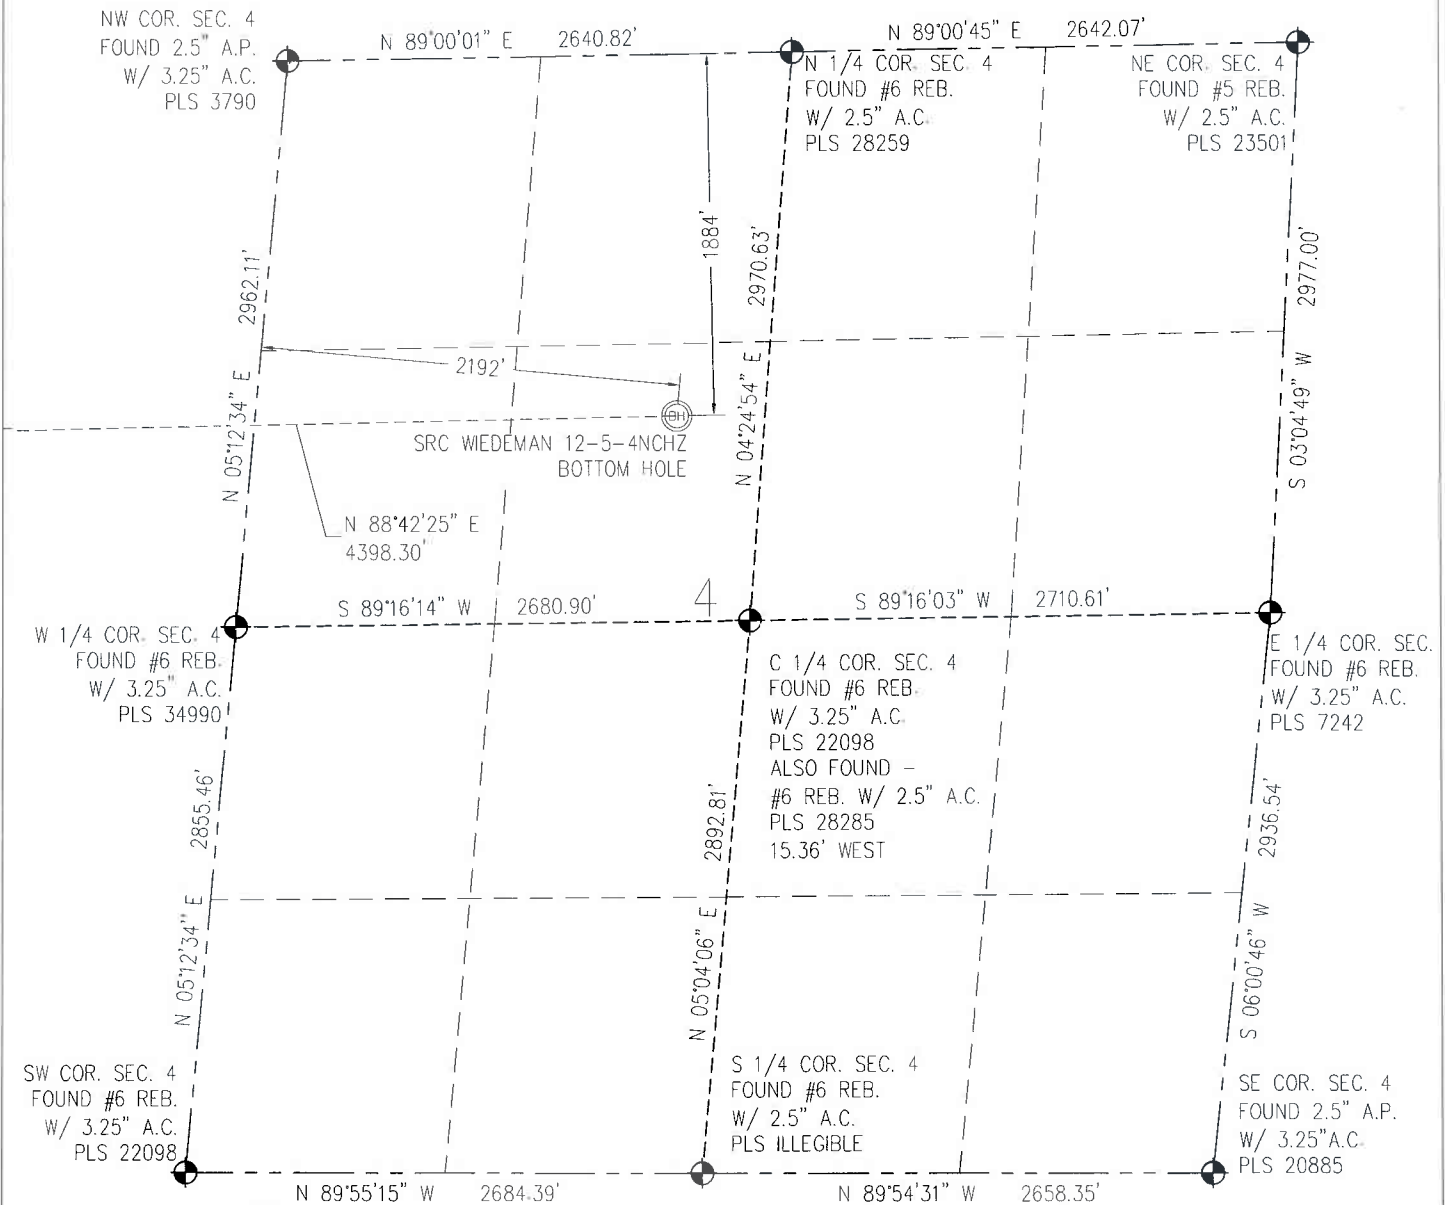 NW COR. SEC. 4
FOUND 2.5" A.P.
W/ 3.25" A.C.
PLS 3790
N 89°00'01" E 2640.82'
N 89°00'45" E 2642.07'
N 1/4 COR. SEC. 4
FOUND #6 REB.
W/ 2.5" A.C.
PLS 28259
NE COR. SEC. 4
FOUND #5 REB.
W/ 2.5" A.C.
PLS 23501
N 05°12'34" E 2962.11'
1884'
N 04°24'54" E 2970.63'
S 03°04'49" W 2977.00'
2192'
BH
SRC WIEDEMAN 12-5-4NCHZ
BOTTOM HOLE
N 88°42'25" E
4398.30'
S 89°16'14" W 2680.90'
4
S 89°16'03" W 2710.61'
W 1/4 COR. SEC. 4
FOUND #6 REB.
W/ 3.25" A.C.
PLS 34990
C 1/4 COR. SEC. 4
FOUND #6 REB.
W/ 3.25" A.C.
PLS 22098
ALSO FOUND -
#6 REB. W/ 2.5" A.C.
PLS 28285
15.36' WEST
E 1/4 COR. SEC.
FOUND #6 REB.
W/ 3.25" A.C.
PLS 7242
N 05°12'34" E 2855.46'
N 05°04'06" E 2892.81'
S 06°00'46" W 2936.54'
SW COR. SEC. 4
FOUND #6 REB.
W/ 3.25" A.C.
PLS 22098
S 1/4 COR. SEC. 4
FOUND #6 REB.
W/ 2.5" A.C.
PLS ILLEGIBLE
SE COR. SEC. 4
FOUND 2.5" A.P.
W/ 3.25"A.C.
PLS 20885
N 89°55'15" W 2684.39'
N 89°54'31" W 2658.35'